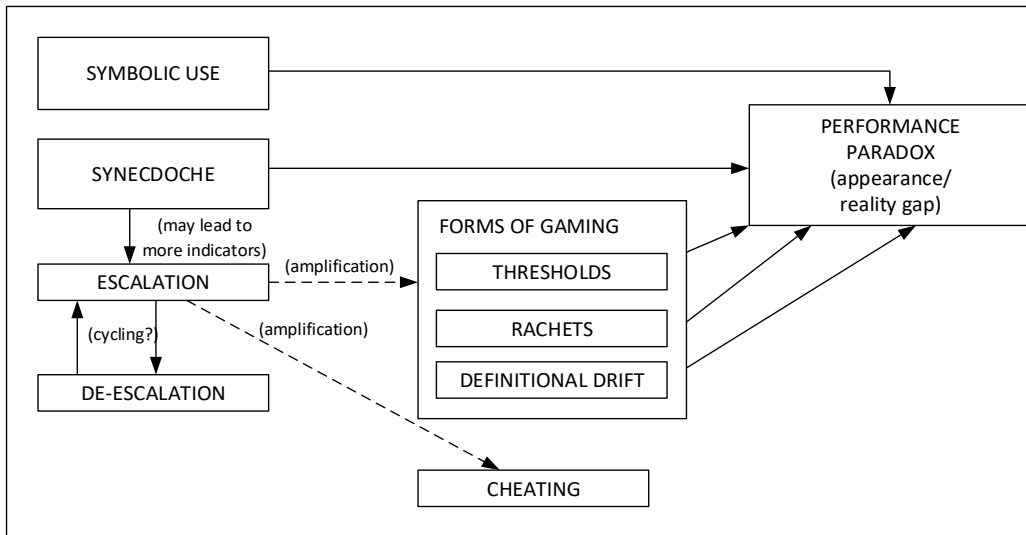 SYMBOLIC USE
SYNECDOCHE
(may lead to
more indicators)
ESCALATION
(cycling?)
DE-ESCALATION
(amplification)
(amplification)
FORMS OF GAMING
THRESHOLDS
RACHETS
DEFINITIONAL DRIFT
CHEATING
PERFORMANCE
PARADOX
(appearance/
reality gap)